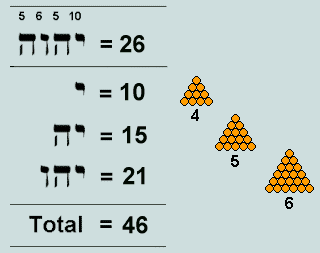 5 6 5 10
יהוה = 26
י = 10
יה = 15
יהו = 21
Total = 46
4
5
6